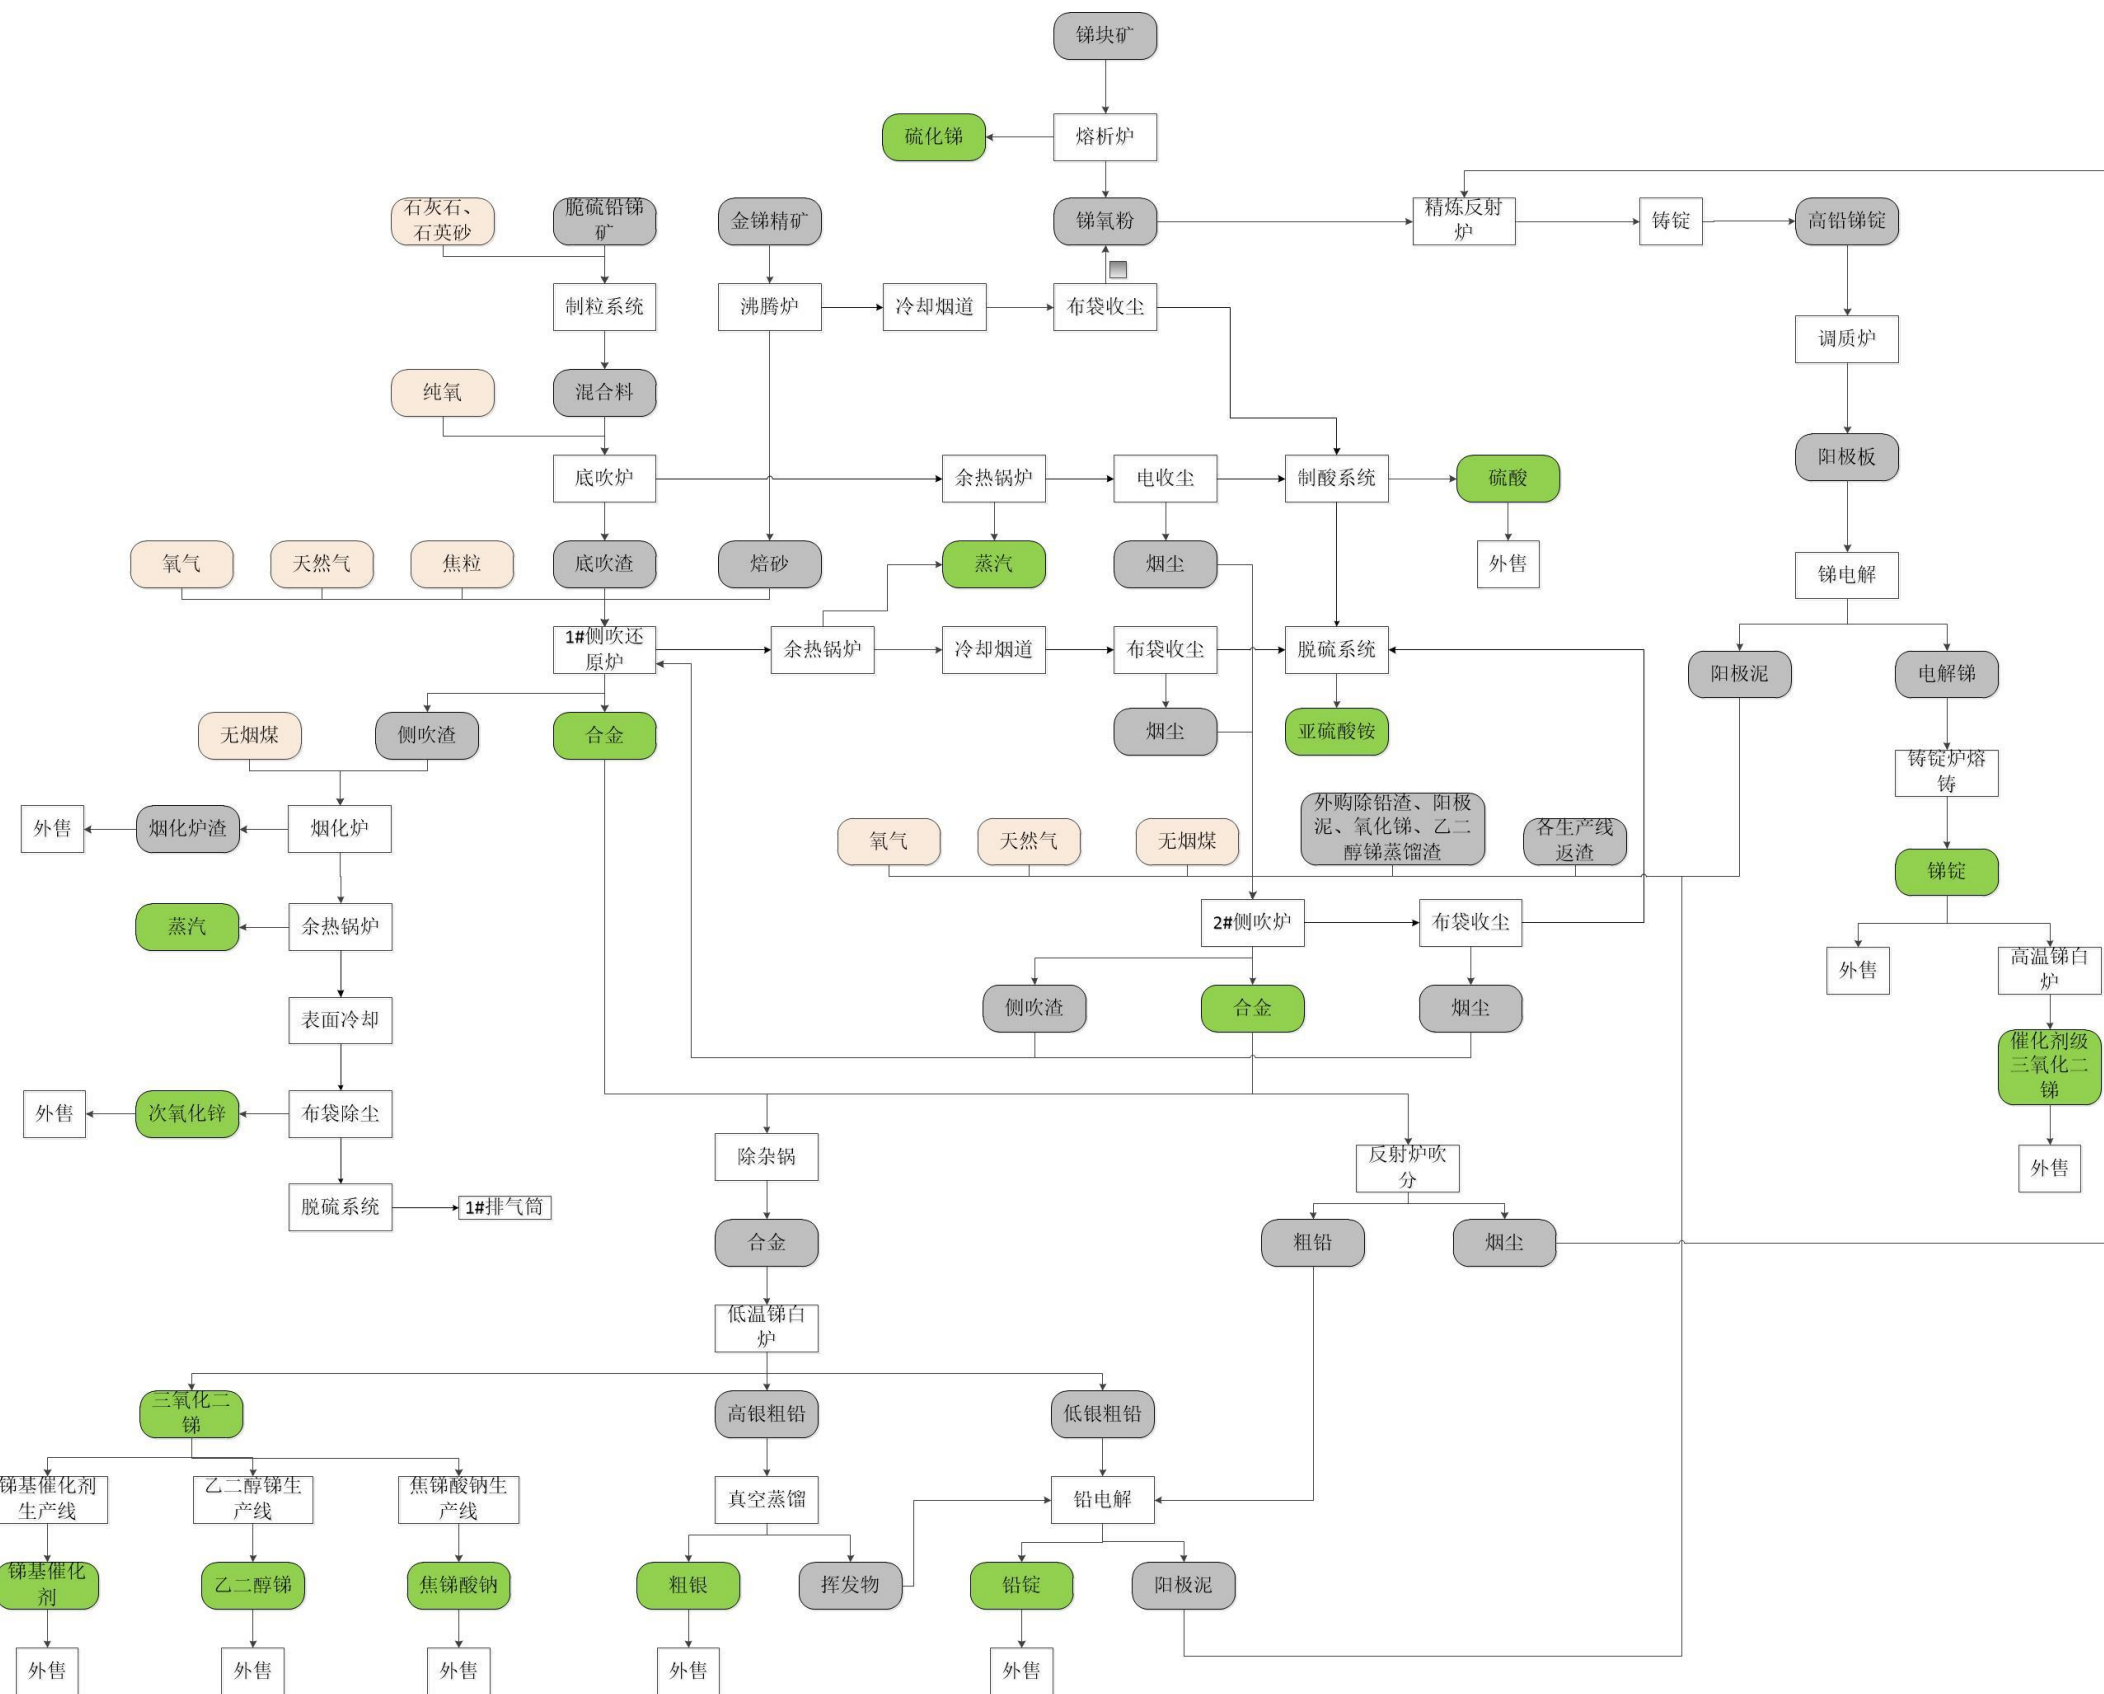 锑块矿
硫化锑
熔析炉
石灰石、
石英砂
脆硫铅锑
矿
金锑精矿
锑氧粉
精炼反射
炉
铸锭
高铅锑锭
制粒系统
沸腾炉
冷却烟道
布袋收尘
调质炉
纯氧
混合料
阳极板
底吹炉
余热锅炉
电收尘
制酸系统
硫酸
氧气
天然气
焦粒
底吹渣
焙砂
蒸汽
烟尘
外售
锑电解
1#侧吹还
原炉
余热锅炉
冷却烟道
布袋收尘
脱硫系统
阳极泥
电解锑
无烟煤
侧吹渣
合金
烟尘
亚硫酸铵
铸锭炉熔
铸
外售
烟化炉渣
烟化炉
氧气
天然气
无烟煤
外购除铅渣、阳极
泥、氧化锑、乙二
醇锑蒸馏渣
各生产线
返渣
锑锭
蒸汽
余热锅炉
2#侧吹炉
布袋收尘
外售
高温锑白
炉
表面冷却
侧吹渣
合金
烟尘
催化剂级
三氧化二
锑
外售
次氧化锌
布袋除尘
除杂锅
反射炉吹
分
外售
脱硫系统
1#排气筒
合金
粗铅
烟尘
低温锑白
炉
三氧化二
锑
高银粗铅
低银粗铅
锑基催化剂
生产线
乙二醇锑生
产线
焦锑酸钠生
产线
真空蒸馏
铅电解
锑基催化
剂
乙二醇锑
焦锑酸钠
粗银
挥发物
铅锭
阳极泥
外售
外售
外售
外售
外售